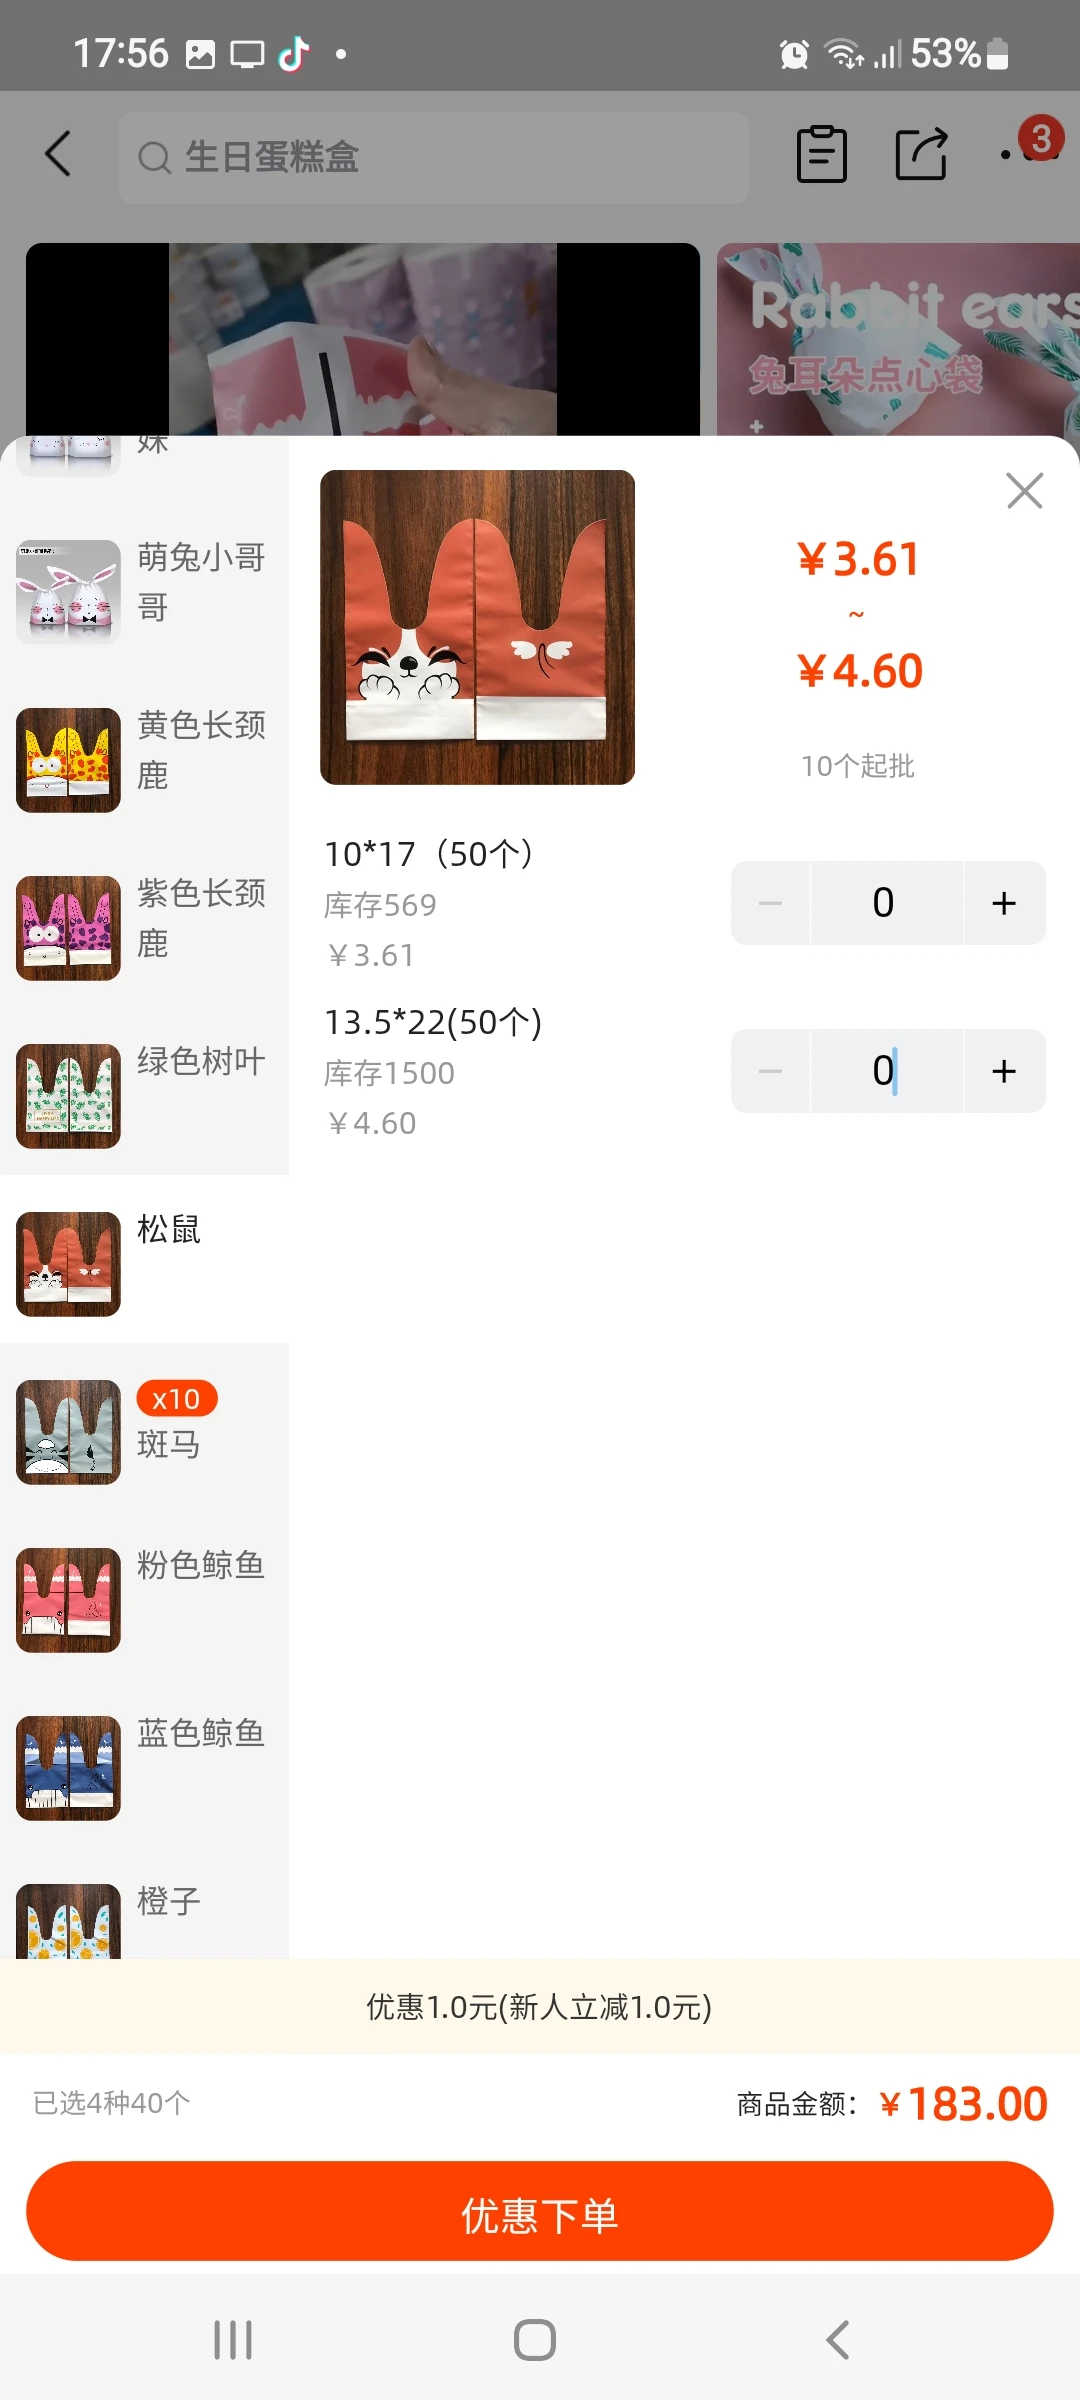 17:56
53%
生日蛋糕盒
3
Rabbit ears
兔耳朵点心袋
妹
萌兔小哥
哥
黄色长颈
鹿
紫色长颈
鹿
绿色树叶
松鼠
x10
斑马
粉色鲸鱼
蓝色鲸鱼
橙子
¥3.61
~
¥4.60
10个起批
10*17（50个）
库存569
¥3.61
0
13.5*22(50个)
库存1500
¥4.60
0
优惠1.0元(新人立减1.0元)
已选4种40个
商品金额： ¥183.00
优惠下单